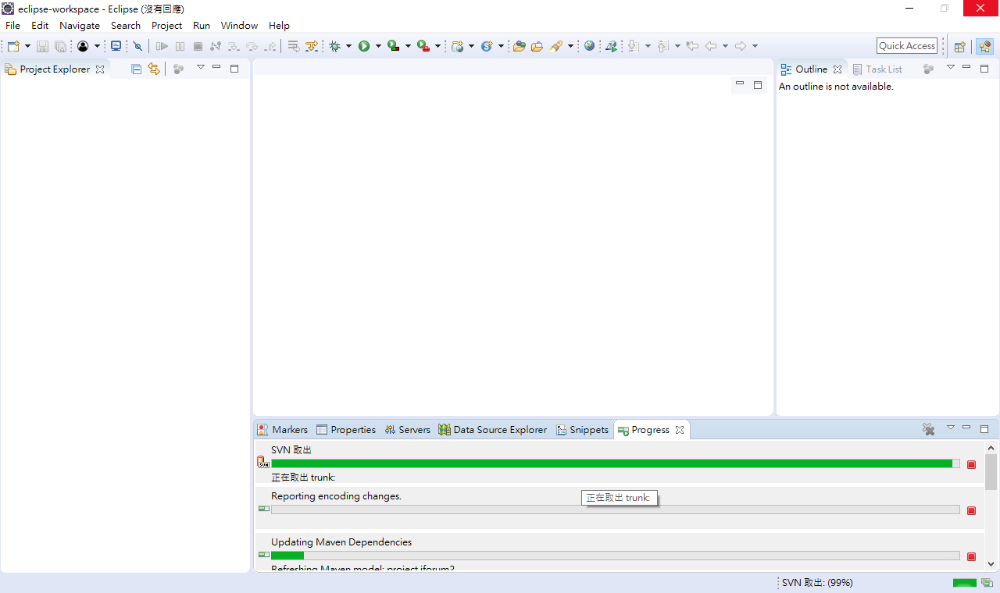 eclipse-workspace - Eclipse (沒有回應)
File Edit Navigate Search Project Run Window Help
Quick Access
Project Explorer
Outline Task List
An outline is not available.
Markers Properties Servers Data Source Explorer Snippets Progress
SVN 取出
SVN
正在取出 trunk:
Reporting encoding changes.
正在取出 trunk:
Updating Maven Dependencies
Refreshing Maven model: project jforum2
SVN 取出: (99%)